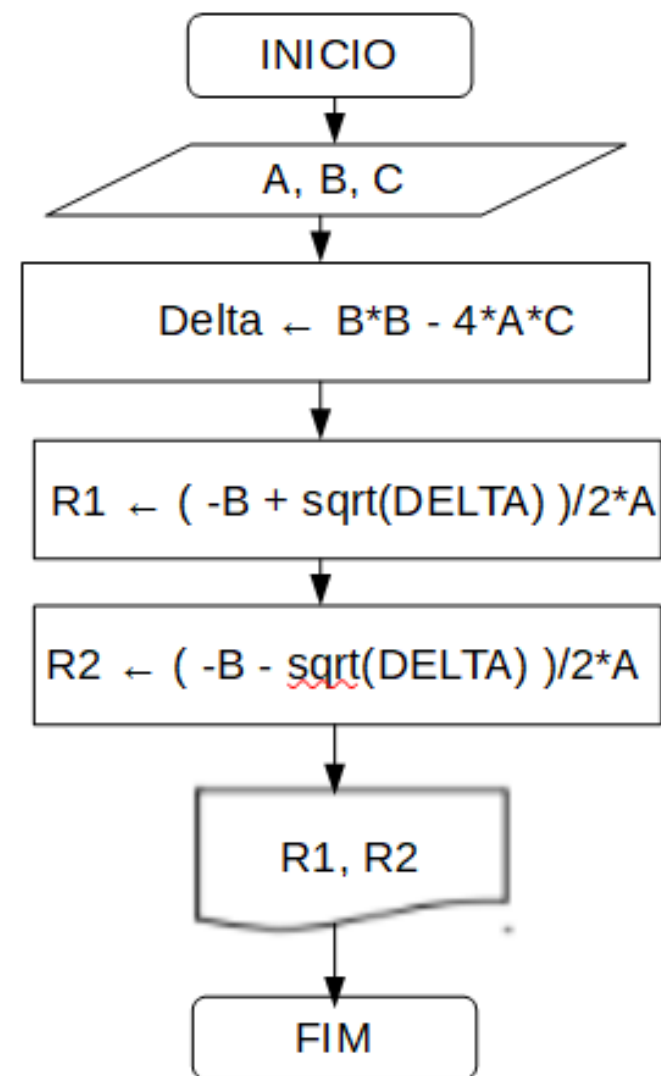 INICIO
A, B, C
Delta ← B*B - 4*A*C
R1 ← ( -B + sqrt(DELTA) )/2*A
R2 ← ( -B - sqrt(DELTA) )/2*A
R1, R2
FIM